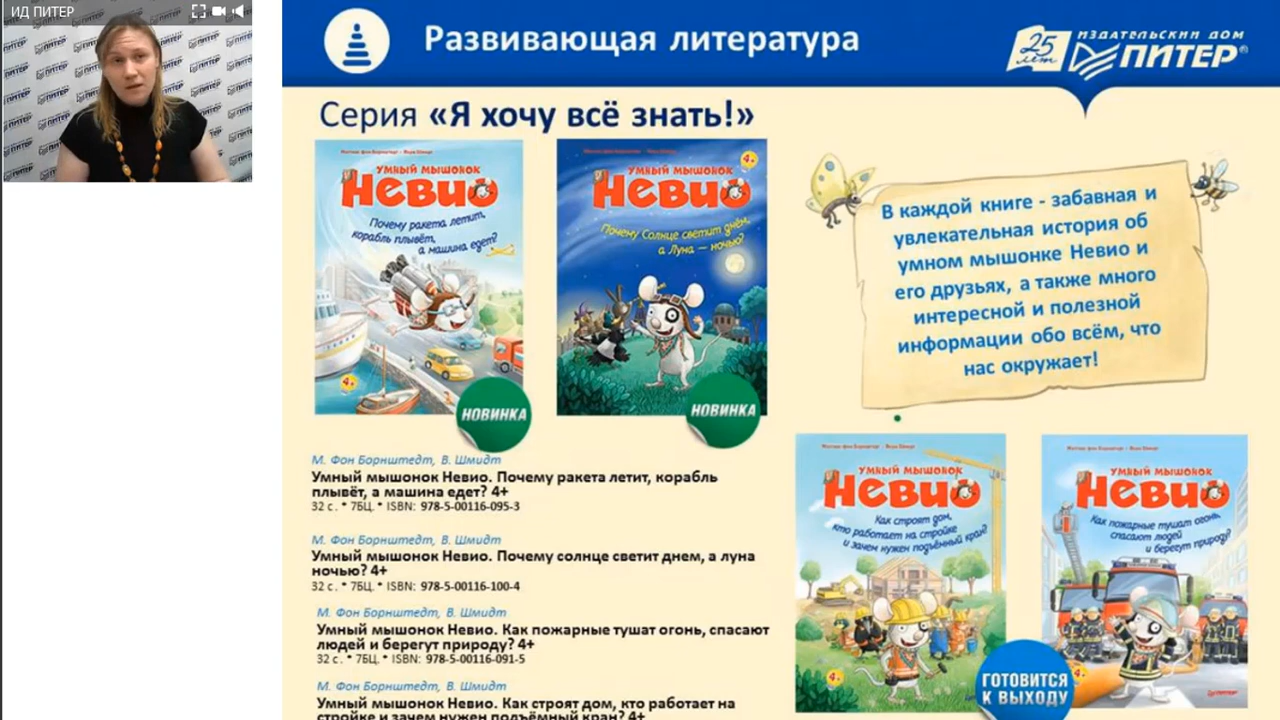 ИД ПИТЕР
Развивающая литература
25 лет
ИЗДАТЕЛЬСКИЙ ДОМ
ПИТЕР®
Серия «Я хочу всё знать!»
УМНЫЙ МЫШОНОК
Невио
Почему ракета летит,
корабль плывёт,
а машина едет?
4+
НОВИНКА
УМНЫЙ МЫШОНОК
Невио
4+
Почему Солнце светит днём,
а Луна — ночью?
НОВИНКА
В каждой книге - забавная и
увлекательная история об
умном мышонке Невио и
его друзьях, а также много
интересной и полезной
информации обо всём, что
нас окружает!
М. Фон Борнштедт, В. Шмидт
Умный мышонок Невио. Почему ракета летит, корабль
плывёт, а машина едет? 4+
32 с. * 7БЦ. * ISBN: 978-5-00116-095-3
М. Фон Борнштедт, В. Шмидт
Умный мышонок Невио. Почему солнце светит днем, а луна
ночью? 4+
32 с. * 7БЦ. * ISBN: 978-5-00116-100-4
М. Фон Борнштедт, В. Шмидт
Умный мышонок Невио. Как пожарные тушат огонь, спасают
людей и берегут природу? 4+
32 с. * 7БЦ. * ISBN: 978-5-00116-091-5
М. Фон Борнштедт, В. Шмидт
Умный мышонок Невио. Как строят дом, кто работает на
стройке и зачем нужен подъёмный кран? 4+
УМНЫЙ МЫШОНОК
Невио
Как строят дом,
кто работает на стройке
и зачем нужен подъёмный кран?
4+
УМНЫЙ МЫШОНОК
Невио
Как пожарные тушат огонь,
спасают людей
и берегут природу?
4+
ГОТОВИТСЯ
К ВЫХОДУ